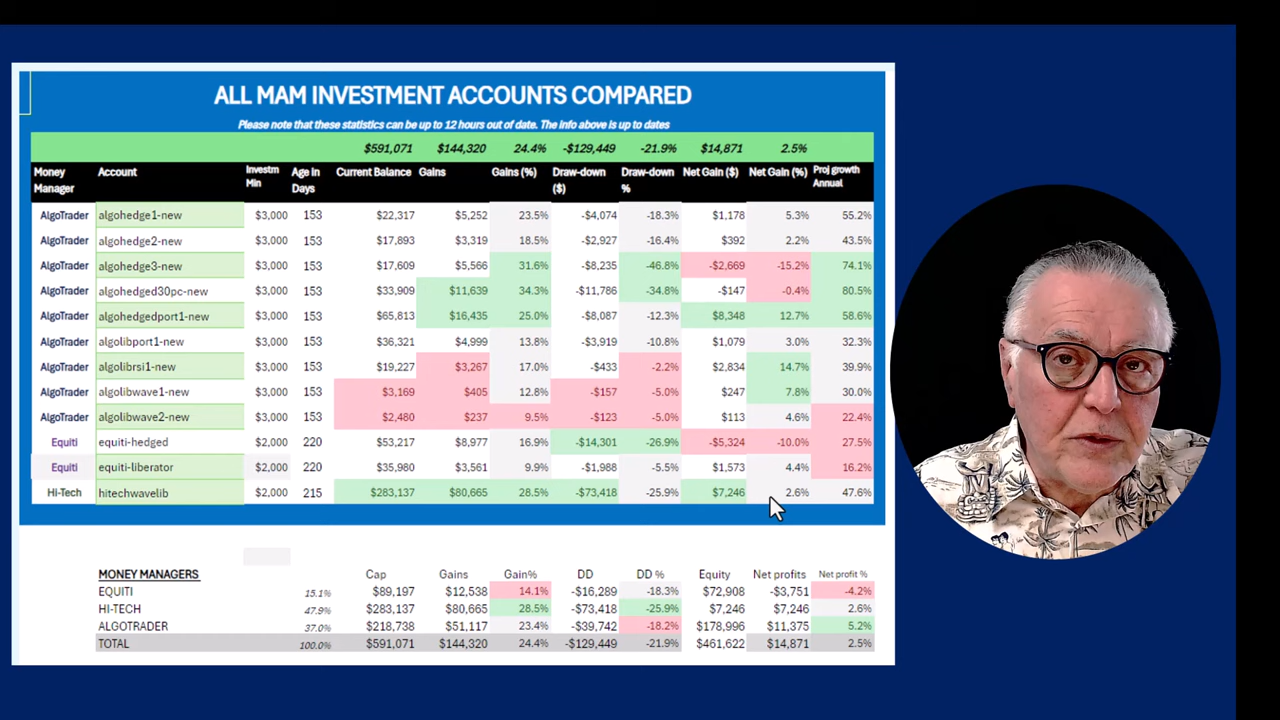 ALL MAM INVESTMENT ACCOUNTS COMPARED
Please note that these statistics can be up to 12 hours out of date. The info above is up to dates
$591,071 $144,320 24.4% -$129,449 -21.9% $14,871 2.5%
Money Manager Account Investm Min Age in Days Current Balance Gains Gains (%) Draw-down ($) Draw-down % Net Gain ($) Net Gain (%) Proj growth Annual
AlgoTrader algohedge1-new $3,000 153 $22,317 $5,252 23.5% -$4,074 -18.3% $1,178 5.3% 55.2%
AlgoTrader algohedge2-new $3,000 153 $17,893 $3,319 18.5% -$2,927 -16.4% $392 2.2% 43.5%
AlgoTrader algohedge3-new $3,000 153 $17,609 $5,566 31.6% -$8,235 -46.8% -$2,669 -15.2% 74.1%
AlgoTrader algohedged30pc-new $3,000 153 $33,909 $11,639 34.3% -$11,786 -34.8% -$147 -0.4% 80.5%
AlgoTrader algohedgedport1-new $3,000 153 $65,813 $16,435 25.0% -$8,087 -12.3% $8,348 12.7% 58.6%
AlgoTrader algolibport1-new $3,000 153 $36,321 $4,999 13.8% -$3,919 -10.8% $1,079 3.0% 32.3%
AlgoTrader algolibrsi1-new $3,000 153 $19,227 $3,267 17.0% -$433 -2.2% $2,834 14.7% 39.9%
AlgoTrader algolibwave1-new $3,000 153 $3,169 $405 12.8% -$157 -5.0% $247 7.8% 30.0%
AlgoTrader algolibwave2-new $3,000 153 $2,480 $237 9.5% -$123 -5.0% $113 4.6% 22.4%
Equiti equiti-hedged $2,000 220 $53,217 $8,977 16.9% -$14,301 -26.9% -$5,324 -10.0% 27.5%
Equiti equiti-liberator $2,000 220 $35,980 $3,561 9.9% -$1,988 -5.5% $1,573 4.4% 16.2%
Hi-Tech hitechwavelib $2,000 215 $283,137 $80,665 28.5% -$73,418 -25.9% $7,246 2.6% 47.6%
MONEY MANAGERS Cap Gains Gain% DD DD % Equity Net profits Net profit %
EQUITI 15.1% $89,197 $12,538 14.1% -$16,289 -18.3% $72,908 -$3,751 -4.2%
HI-TECH 47.9% $283,137 $80,665 28.5% -$73,418 -25.9% $7,246 $7,246 2.6%
ALGOTRADER 37.0% $218,738 $51,117 23.4% -$39,742 -18.2% $178,996 $11,375 5.2%
TOTAL 100.0% $591,071 $144,320 24.4% -$129,449 -21.9% $461,622 $14,871 2.5%